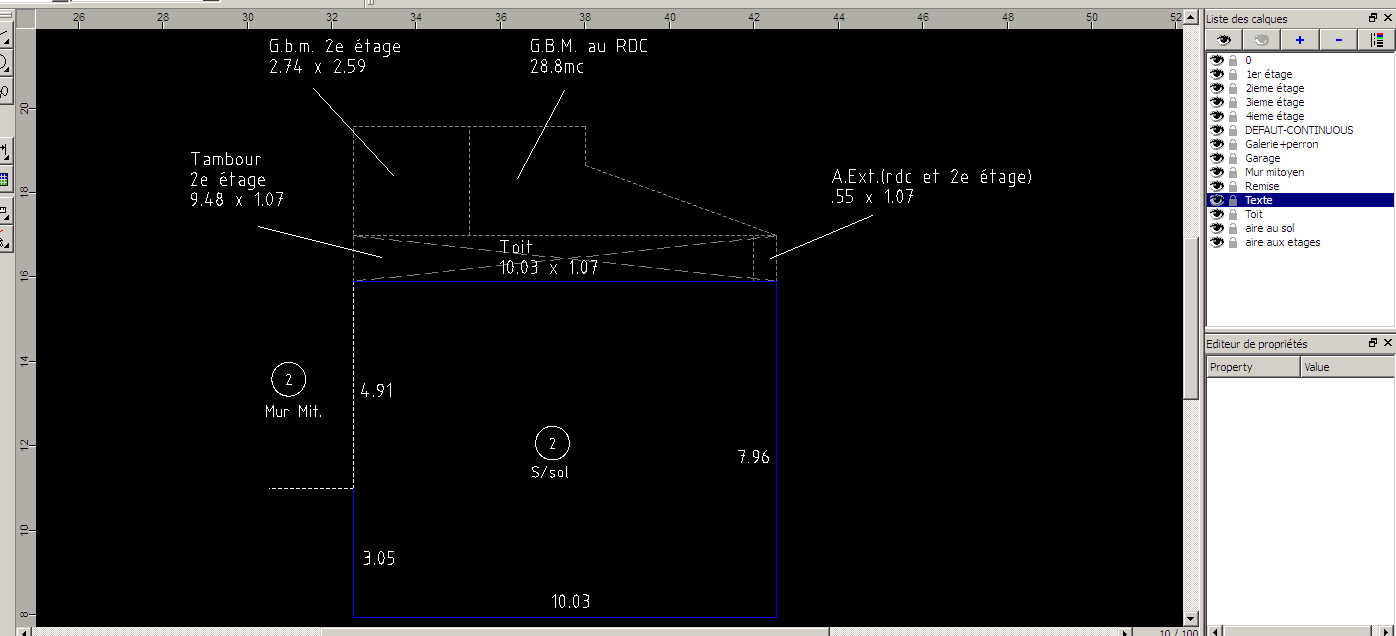 26 28 30 32 34 36 38 40 42 44 46 48 50 52
20
18
16
14
12
10
8
G.b.m. 2e étage
2.74 x 2.59
G.B.M. au RDC
28.8mc
Tambour
2e étage
9.48 x 1.07
A.Ext.(rdc et 2e étage)
.55 x 1.07
Toit
10.03 x 1.07
2
Mur Mit.
4.91
2
S/sol
7.96
3.05
10.03
10 / 100
Liste des calques
0
1er étage
2ieme étage
3ieme étage
4ieme étage
DEFAUT-CONTINUOUS
Galerie+perron
Garage
Mur mitoyen
Remise
Texte
Toit
aire au sol
aire aux etages
Editeur de propriétés
Property Value